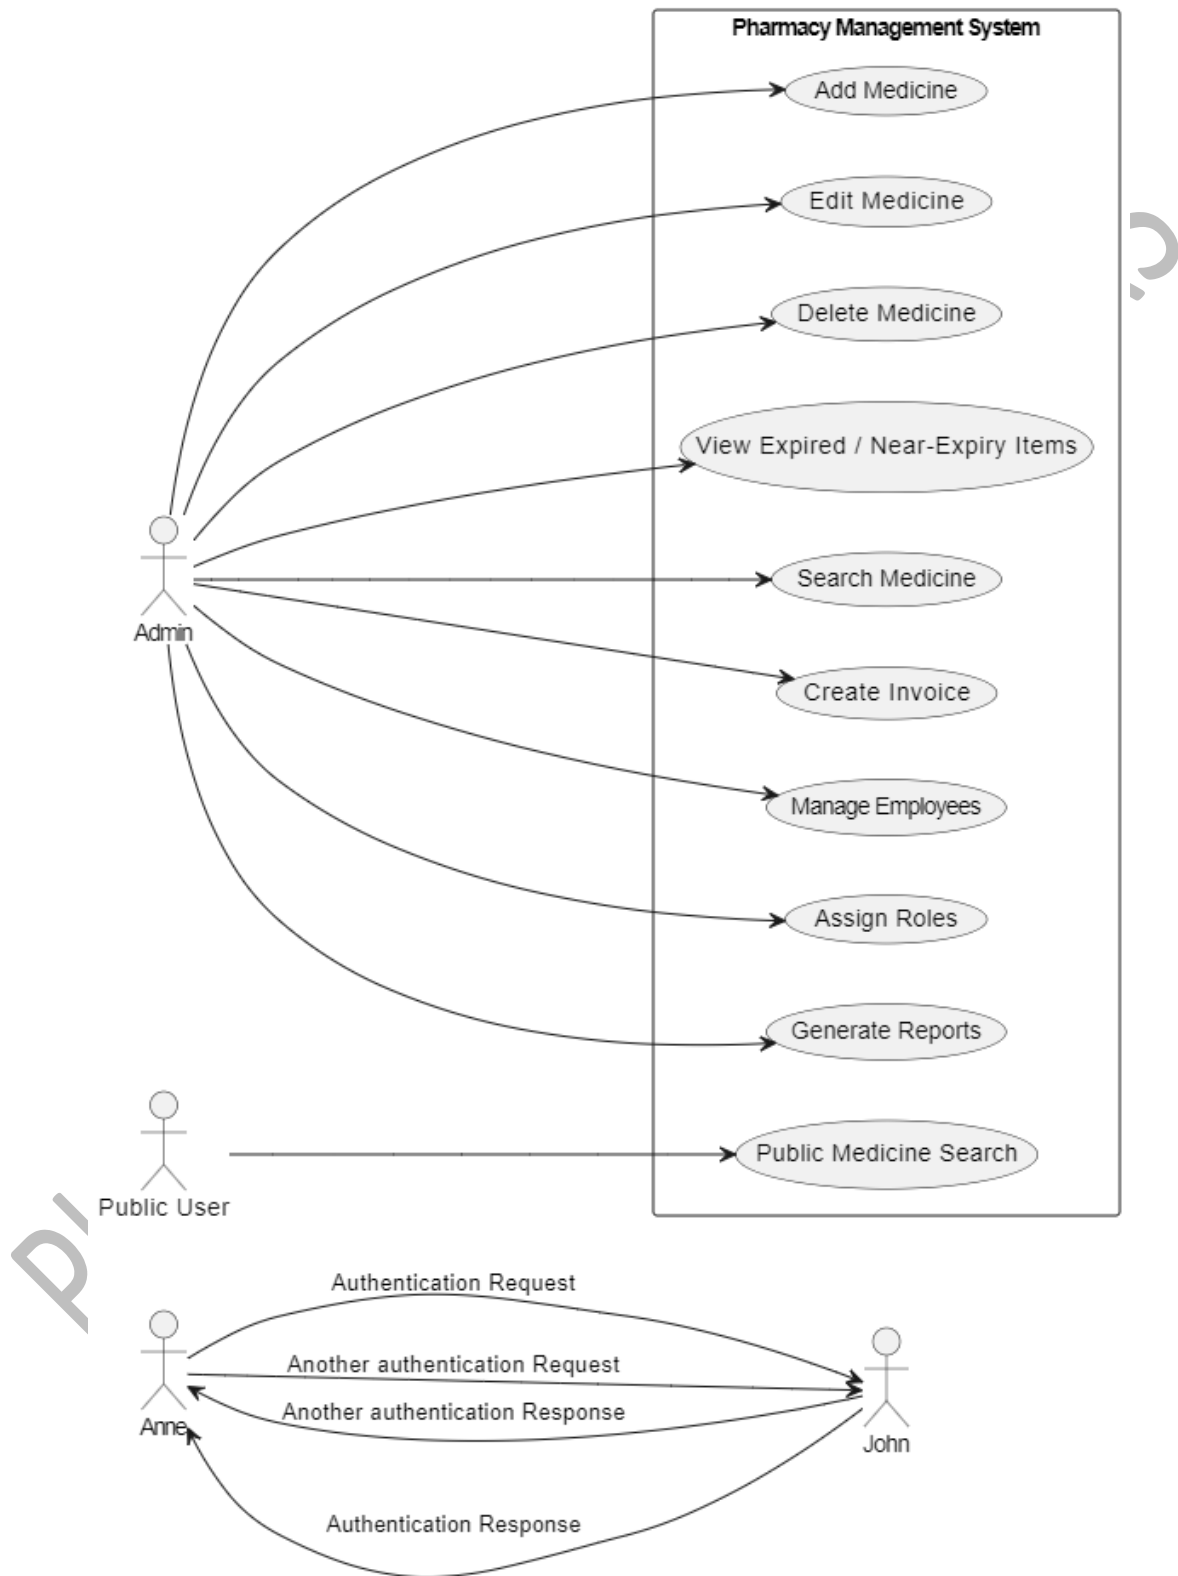 Pharmacy Management System
Add Medicine
Edit Medicine
Delete Medicine
View Expired / Near-Expiry Items
Search Medicine
Admin
Create Invoice
Manage Employees
Assign Roles
Generate Reports
Public Medicine Search
Public User
Authentication Request
Another authentication Request
Another authentication Response
Anne
John
Authentication Response